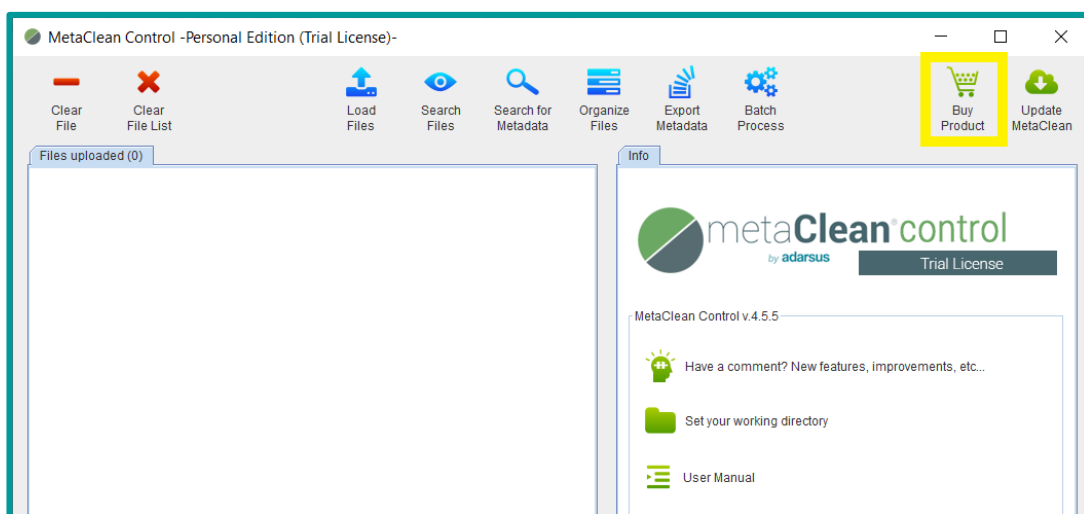 MetaClean Control -Personal Edition (Trial License)-
Clear
File
Clear
File List
Load
Files
Search
Files
Search for
Metadata
Organize
Files
Export
Metadata
Batch
Process
Buy
Product
Update
MetaClean
Files uploaded (0)
Info
metaClean® control
by adarsus
Trial License
MetaClean Control v.4.5.5
Have a comment? New features, improvements, etc...
Set your working directory
User Manual